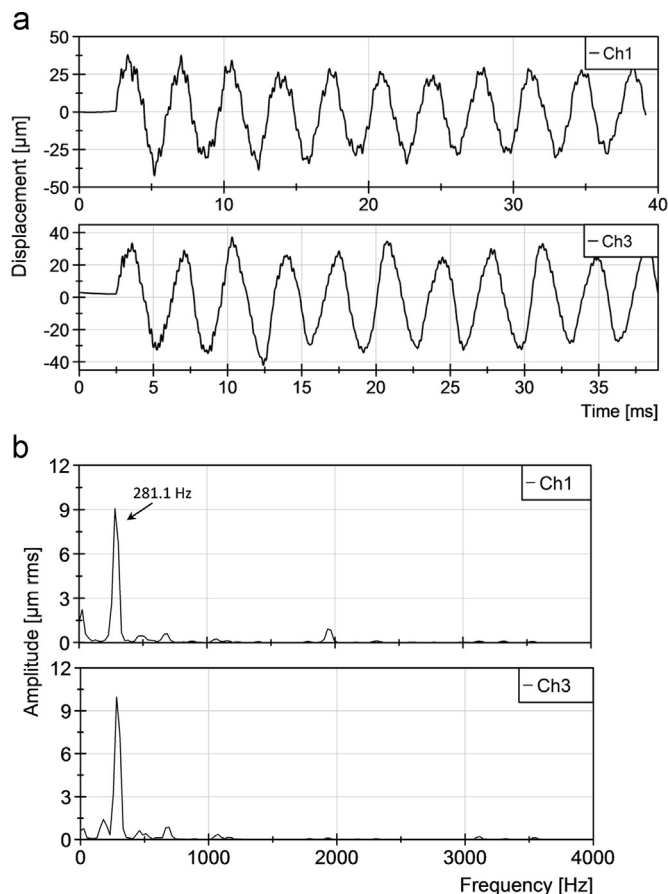 a
Displacement [µm]
50
25
0
-25
-50
Ch1
0 10 20 30 40
40
20
0
-20
-40
Ch3
0 5 10 15 20 25 30 35
Time [ms]
b
Amplitude [µm rms]
12
9
6
3
0
281.1 Hz
Ch1
12
9
6
3
0
Ch3
0 1000 2000 3000 4000
Frequency [Hz]